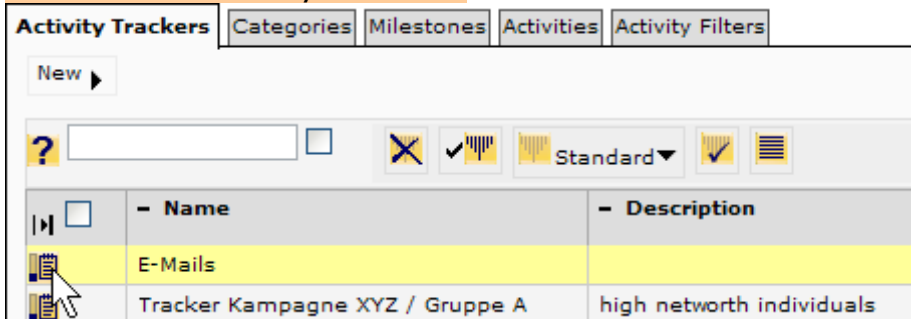 Activity Trackers Categories Milestones Activities Activity Filters
New
?
Standard
– Name – Description
E-Mails
Tracker Kampagne XYZ / Gruppe A high networth individuals